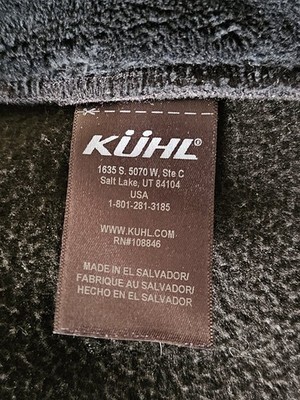 KÜHL®
1635 S. 5070 W, Ste C
Salt Lake, UT 84104
USA
1-801-281-3185
WWW.KUHL.COM
RN#108846
MADE IN EL SALVADOR/
FABRIQUE AU SALVADOR/
HECHO EN EL SALVADOR